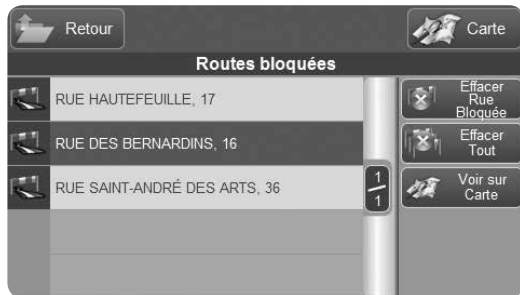 Retour
Carte
Routes bloquées
RUE HAUTEFEUILLE, 17
RUE DES BERNARDINS, 16
RUE SAINT-ANDRÉ DES ARTS, 36
1
1
Effacer
Rue
Bloquée
Effacer
Tout
Voir sur
Carte